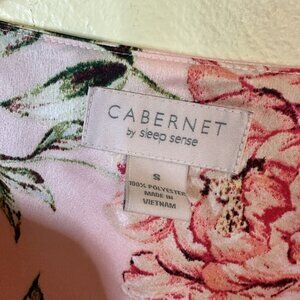 CABERNET
by sleep sense
S
100% POLYESTER
MADE IN
VIETNAM